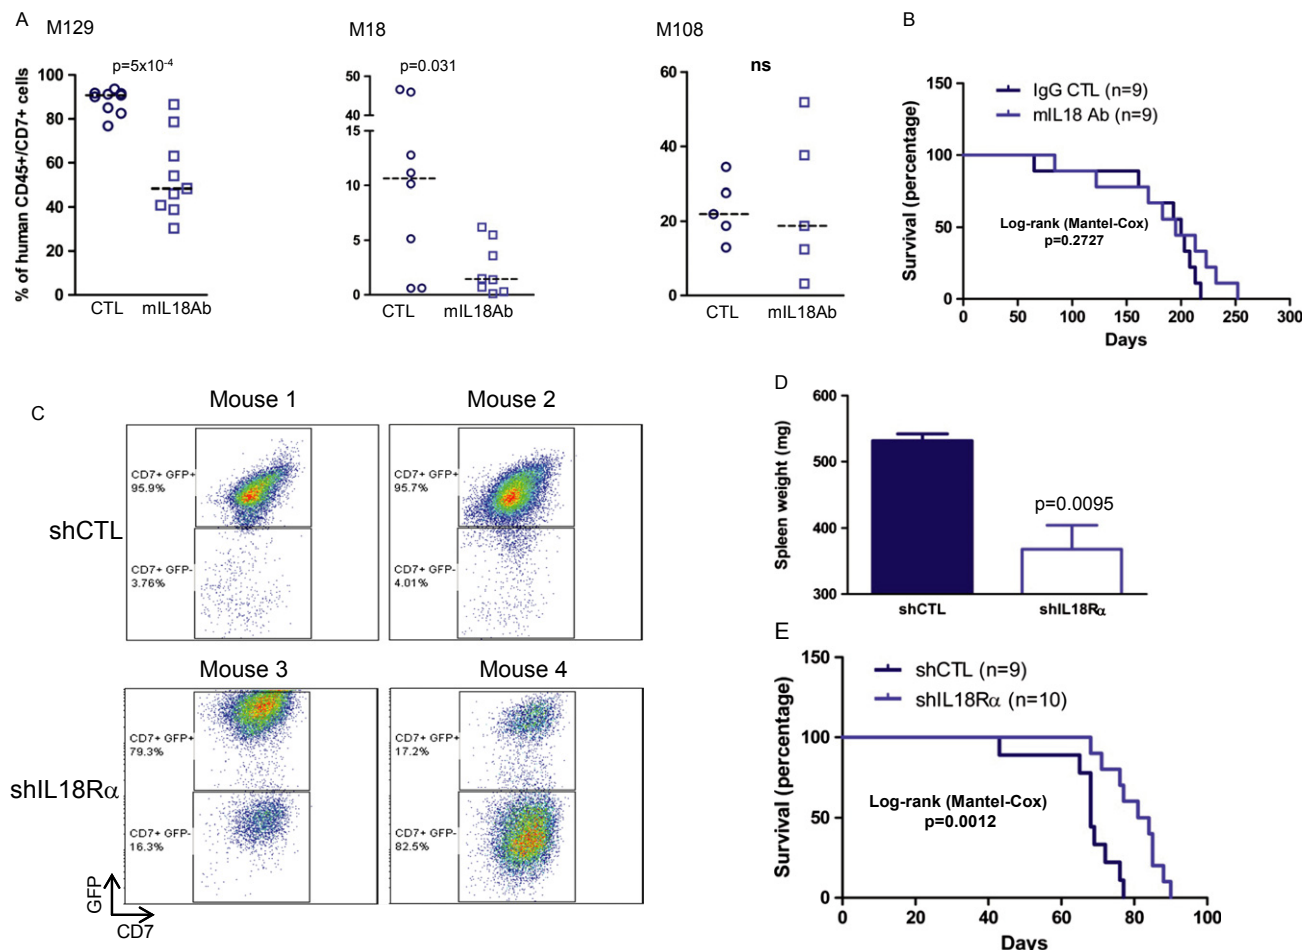 A
M129
M18
M108
B
p=5x10⁻⁴
p=0.031
ns
% of human CD45+/CD7+ cells
100
80
60
40
20
0
CTL
mIL18Ab
50
40
15
10
5
0
CTL
mIL18Ab
60
40
20
0
CTL
mIL18Ab
Survival (percentage)
150
100
50
0
IgG CTL (n=9)
mIL18 Ab (n=9)
Log-rank (Mantel-Cox)
p=0.2727
0
50
100
150
200
250
300
Days
C
Mouse 1
Mouse 2
shCTL
CD7+ GFP+
95.9%
CD7+ GFP-
3.76%
CD7+ GFP+
95.7%
CD7+ GFP-
4.01%
Mouse 3
Mouse 4
shIL18Rα
CD7+ GFP+
79.3%
CD7+ GFP-
16.3%
CD7+ GFP+
17.2%
CD7+ GFP-
82.5%
GFP
CD7
D
Spleen weight (mg)
600
500
400
300
p=0.0095
shCTL
shIL18Rα
E
Survival (percentage)
150
100
50
0
shCTL (n=9)
shIL18Rα (n=10)
Log-rank (Mantel-Cox)
p=0.0012
0
20
40
60
80
100
Days